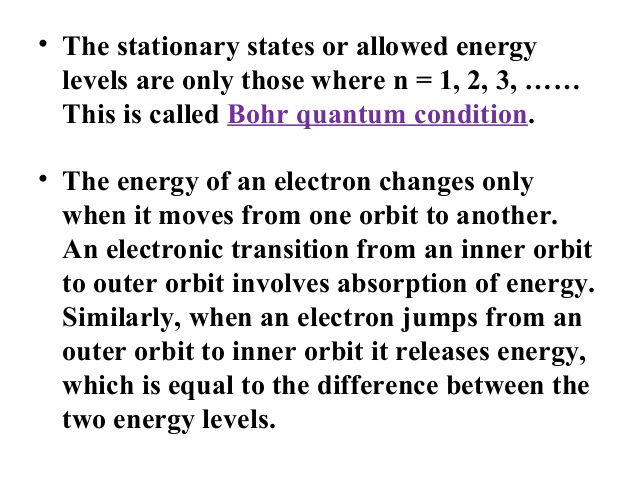 • The stationary states or allowed energy
levels are only those where n = 1, 2, 3, ……
This is called Bohr quantum condition.
• The energy of an electron changes only
when it moves from one orbit to another.
An electronic transition from an inner orbit
to outer orbit involves absorption of energy.
Similarly, when an electron jumps from an
outer orbit to inner orbit it releases energy,
which is equal to the difference between the
two energy levels.